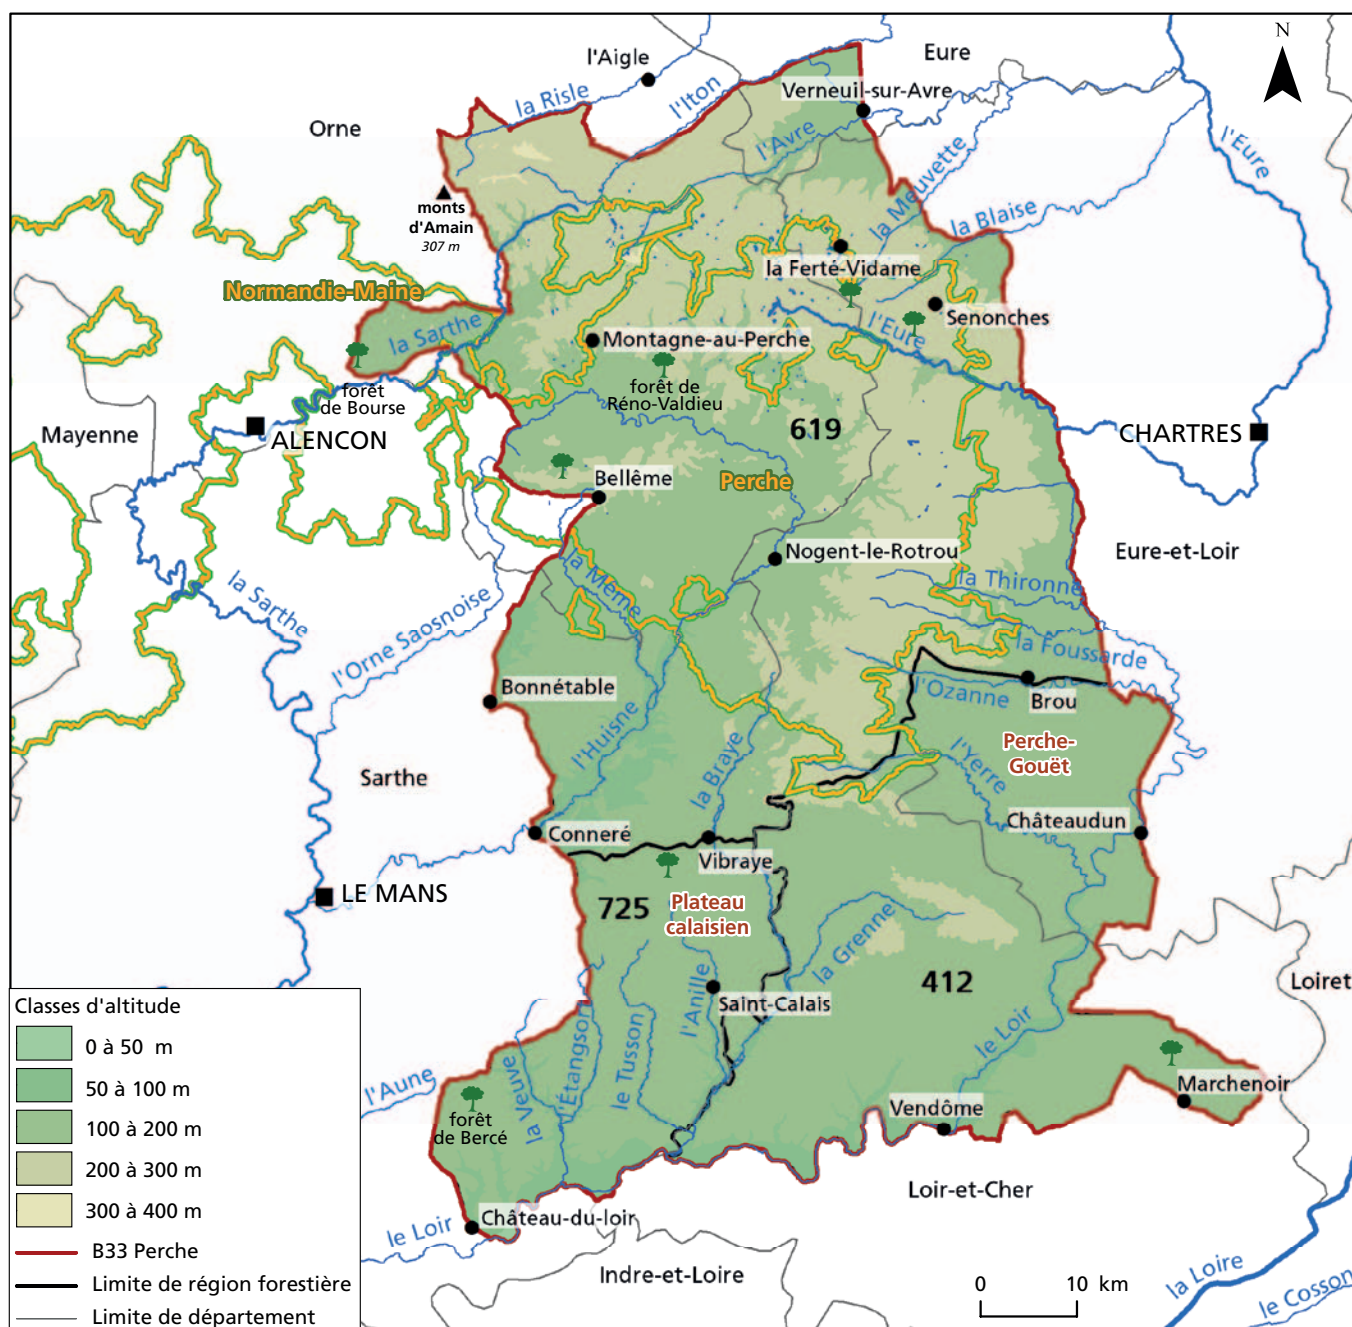 N
l'Aigle
Eure
la Risle
l'Iton
Verneuil-sur-Avre
Orne
l'Avre
l'Eure
la Meuvette
monts
d'Amain
307 m
la Blaise
la Ferté-Vidame
Normandie-Maine
la Sarthe
l'Eure
Senonches
Montagne-au-Perche
forêt de
Réno-Valdieu
forêt
de Bourse
Mayenne
ALENCON
619
CHARTRES
Bellême
Perche
Nogent-le-Rotrou
Eure-et-Loir
la Sarthe
la Même
la Thironne
l'Orne Saosnoise
la Foussarde
Bonnétable
l'Ozanne
Brou
l'Huisne
Perche-
Gouët
Sarthe
la Braye
l'Yerre
Conneré
Vibraye
Châteaudun
LE MANS
725
Plateau
calaisien
la Grenne
412
Loiret
l'Anille
Saint-Calais
le Loir
la Veuve
l'Étangsort
le Tusson
l'Aune
forêt
de Bercé
Vendôme
Marchenoir
Loir-et-Cher
le Loir
Château-du-loir
Indre-et-Loire
la Loire
le Cosson
0 10 km
Classes d'altitude
0 à 50 m
50 à 100 m
100 à 200 m
200 à 300 m
300 à 400 m
B33 Perche
Limite de région forestière
Limite de département